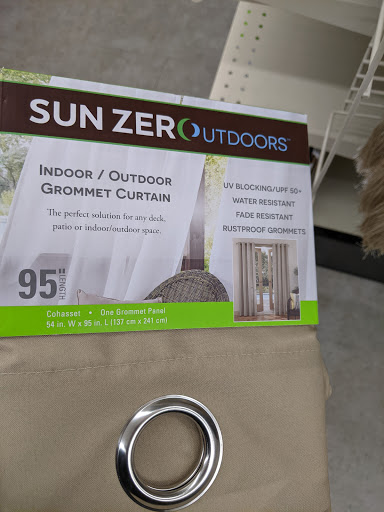 SUN ZEROUTDOORS™
INDOOR / OUTDOOR
GROMMET CURTAIN
The perfect solution for any deck,
patio or indoor/outdoor space.
UV BLOCKING/UPF 50+
WATER RESISTANT
FADE RESISTANT
RUSTPROOF GROMMETS
95" LENGTH
Cohasset • One Grommet Panel
54 in. W x 95 in. L (137 cm x 241 cm)